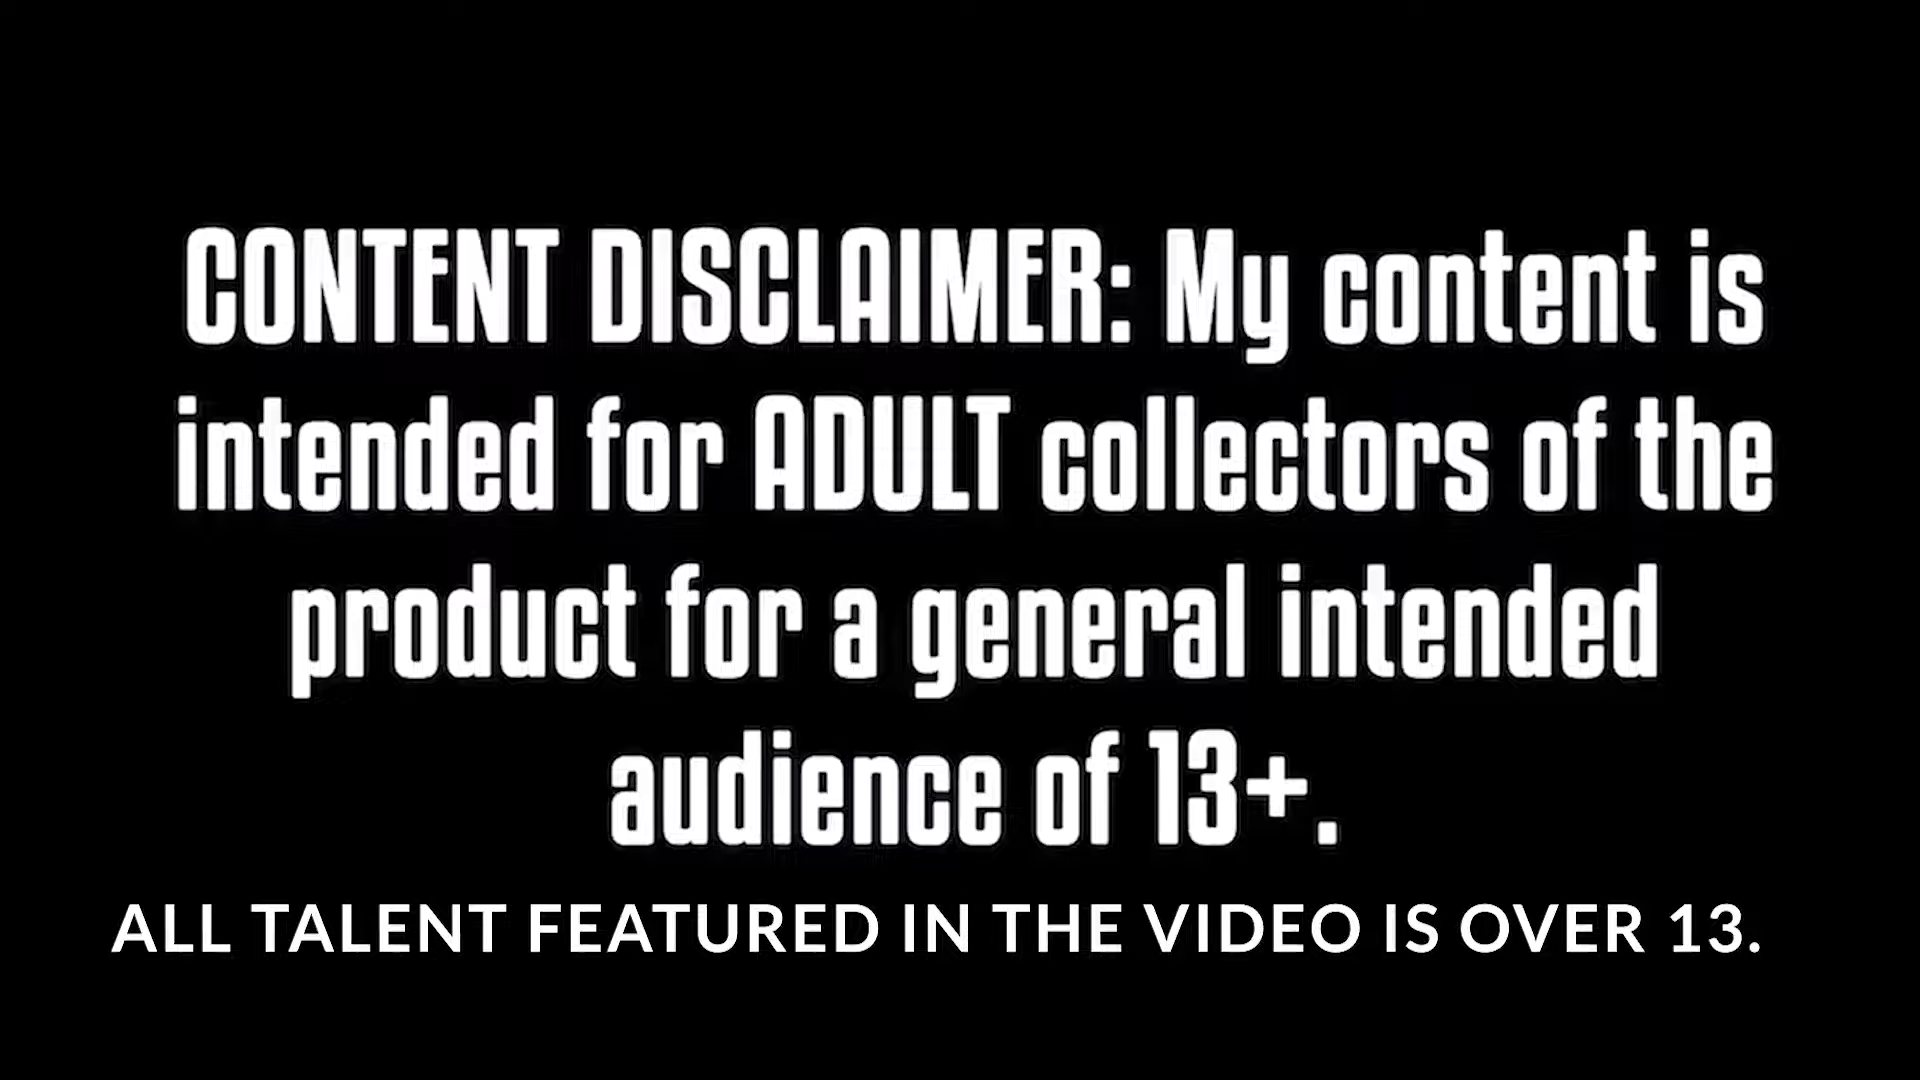 CONTENT DISCLAIMER: My content is
intended for ADULT collectors of the
product for a general intended
audience of 13+.
ALL TALENT FEATURED IN THE VIDEO IS OVER 13.